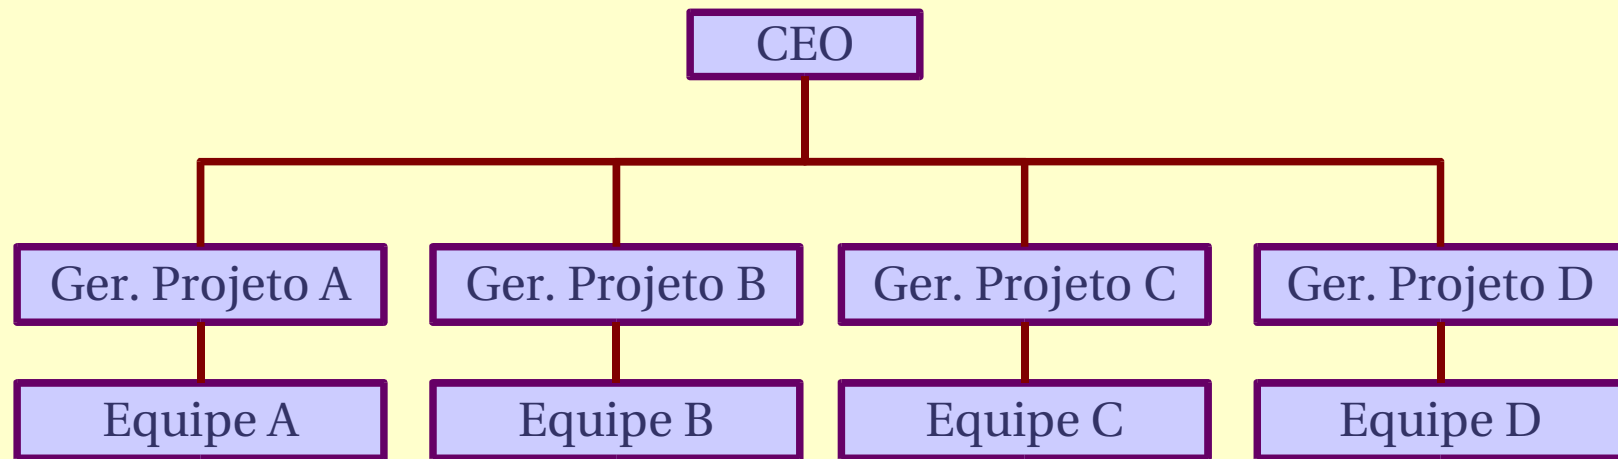 CEO
Ger. Projeto A
Ger. Projeto B
Ger. Projeto C
Ger. Projeto D
Equipe A
Equipe B
Equipe C
Equipe D